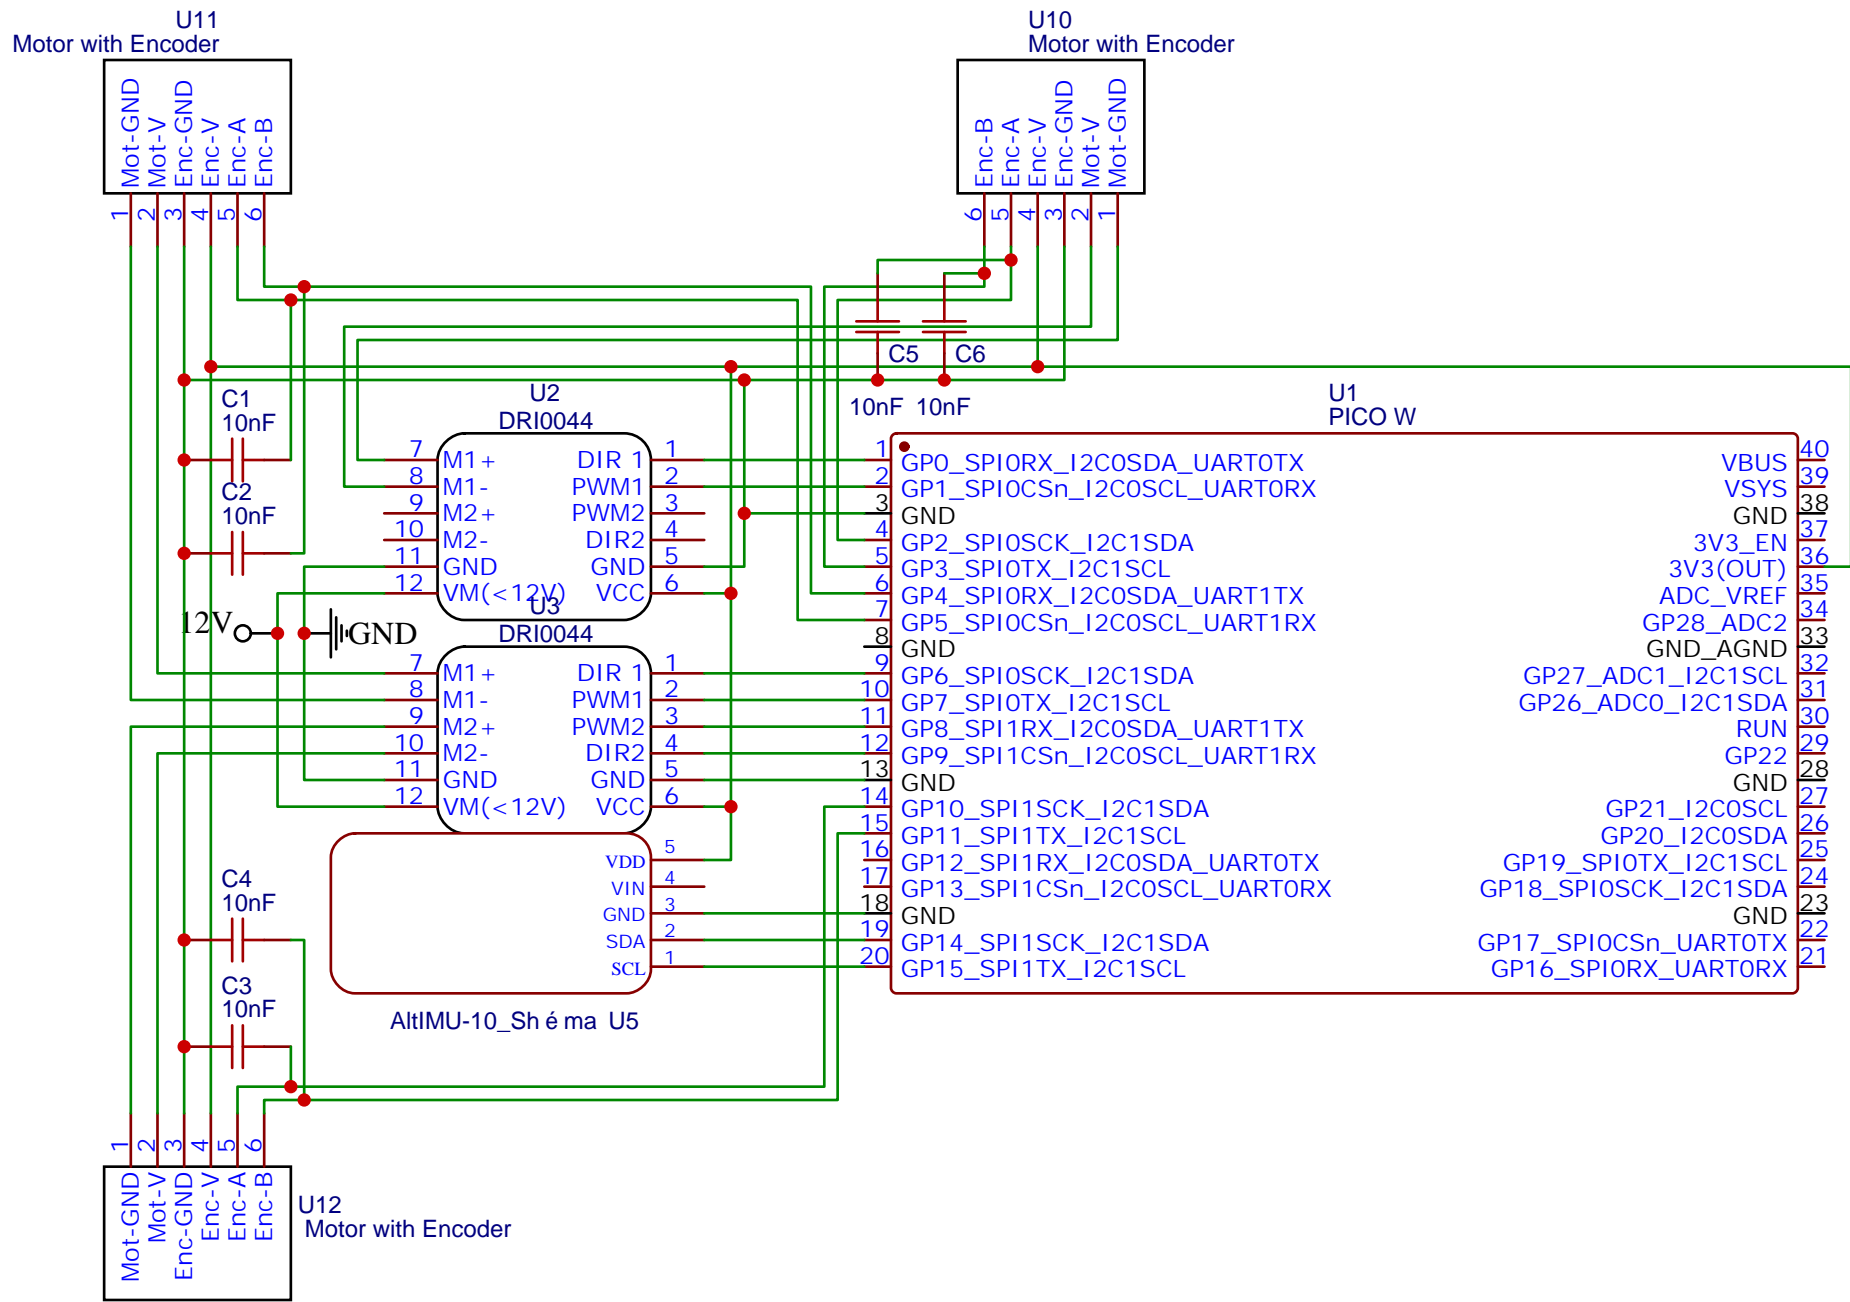 U11
Motor with Encoder
Mot-GND
Mot-V
Enc-GND
Enc-V
Enc-A
Enc-B
1
2
3
4
5
6
U10
Motor with Encoder
Enc-B
Enc-A
Enc-V
Enc-GND
Mot-V
Mot-GND
6
5
4
3
2
1
C5
C6
10nF
10nF
C1
10nF
C2
10nF
U2
DRI0044
7 M1+
8 M1-
9 M2+
10 M2-
11 GND
12 VM(<12V)
DIR 1 1
PWM1 2
PWM2 3
DIR2 4
GND 5
VCC 6
12V
GND
U3
DRI0044
7 M1+
8 M1-
9 M2+
10 M2-
11 GND
12 VM(<12V)
DIR 1 1
PWM1 2
PWM2 3
DIR2 4
GND 5
VCC 6
VDD 5
VIN 4
GND 3
SDA 2
SCL 1
AltIMU-10_Sh é ma U5
C4
10nF
C3
10nF
U1
PICO W
1 GP0_SPI0RX_I2C0SDA_UART0TX
2 GP1_SPI0CSn_I2C0SCL_UART0RX
3 GND
4 GP2_SPI0SCK_I2C1SDA
5 GP3_SPI0TX_I2C1SCL
6 GP4_SPI0RX_I2C0SDA_UART1TX
7 GP5_SPI0CSn_I2C0SCL_UART1RX
8 GND
9 GP6_SPI0SCK_I2C1SDA
10 GP7_SPI0TX_I2C1SCL
11 GP8_SPI1RX_I2C0SDA_UART1TX
12 GP9_SPI1CSn_I2C0SCL_UART1RX
13 GND
14 GP10_SPI1SCK_I2C1SDA
15 GP11_SPI1TX_I2C1SCL
16 GP12_SPI1RX_I2C0SDA_UART0TX
17 GP13_SPI1CSn_I2C0SCL_UART0RX
18 GND
19 GP14_SPI1SCK_I2C1SDA
20 GP15_SPI1TX_I2C1SCL
VBUS 40
VSYS 39
GND 38
3V3_EN 37
3V3(OUT) 36
ADC_VREF 35
GP28_ADC2 34
GND_AGND 33
GP27_ADC1_I2C1SCL 32
GP26_ADC0_I2C1SDA 31
RUN 30
GP22 29
GND 28
GP21_I2C0SCL 27
GP20_I2C0SDA 26
GP19_SPI0TX_I2C1SCL 25
GP18_SPI0SCK_I2C1SDA 24
GND 23
GP17_SPI0CSn_UART0TX 22
GP16_SPI0RX_UART0RX 21
1
2
3
4
5
6
Mot-GND
Mot-V
Enc-GND
Enc-V
Enc-A
Enc-B
U12
Motor with Encoder